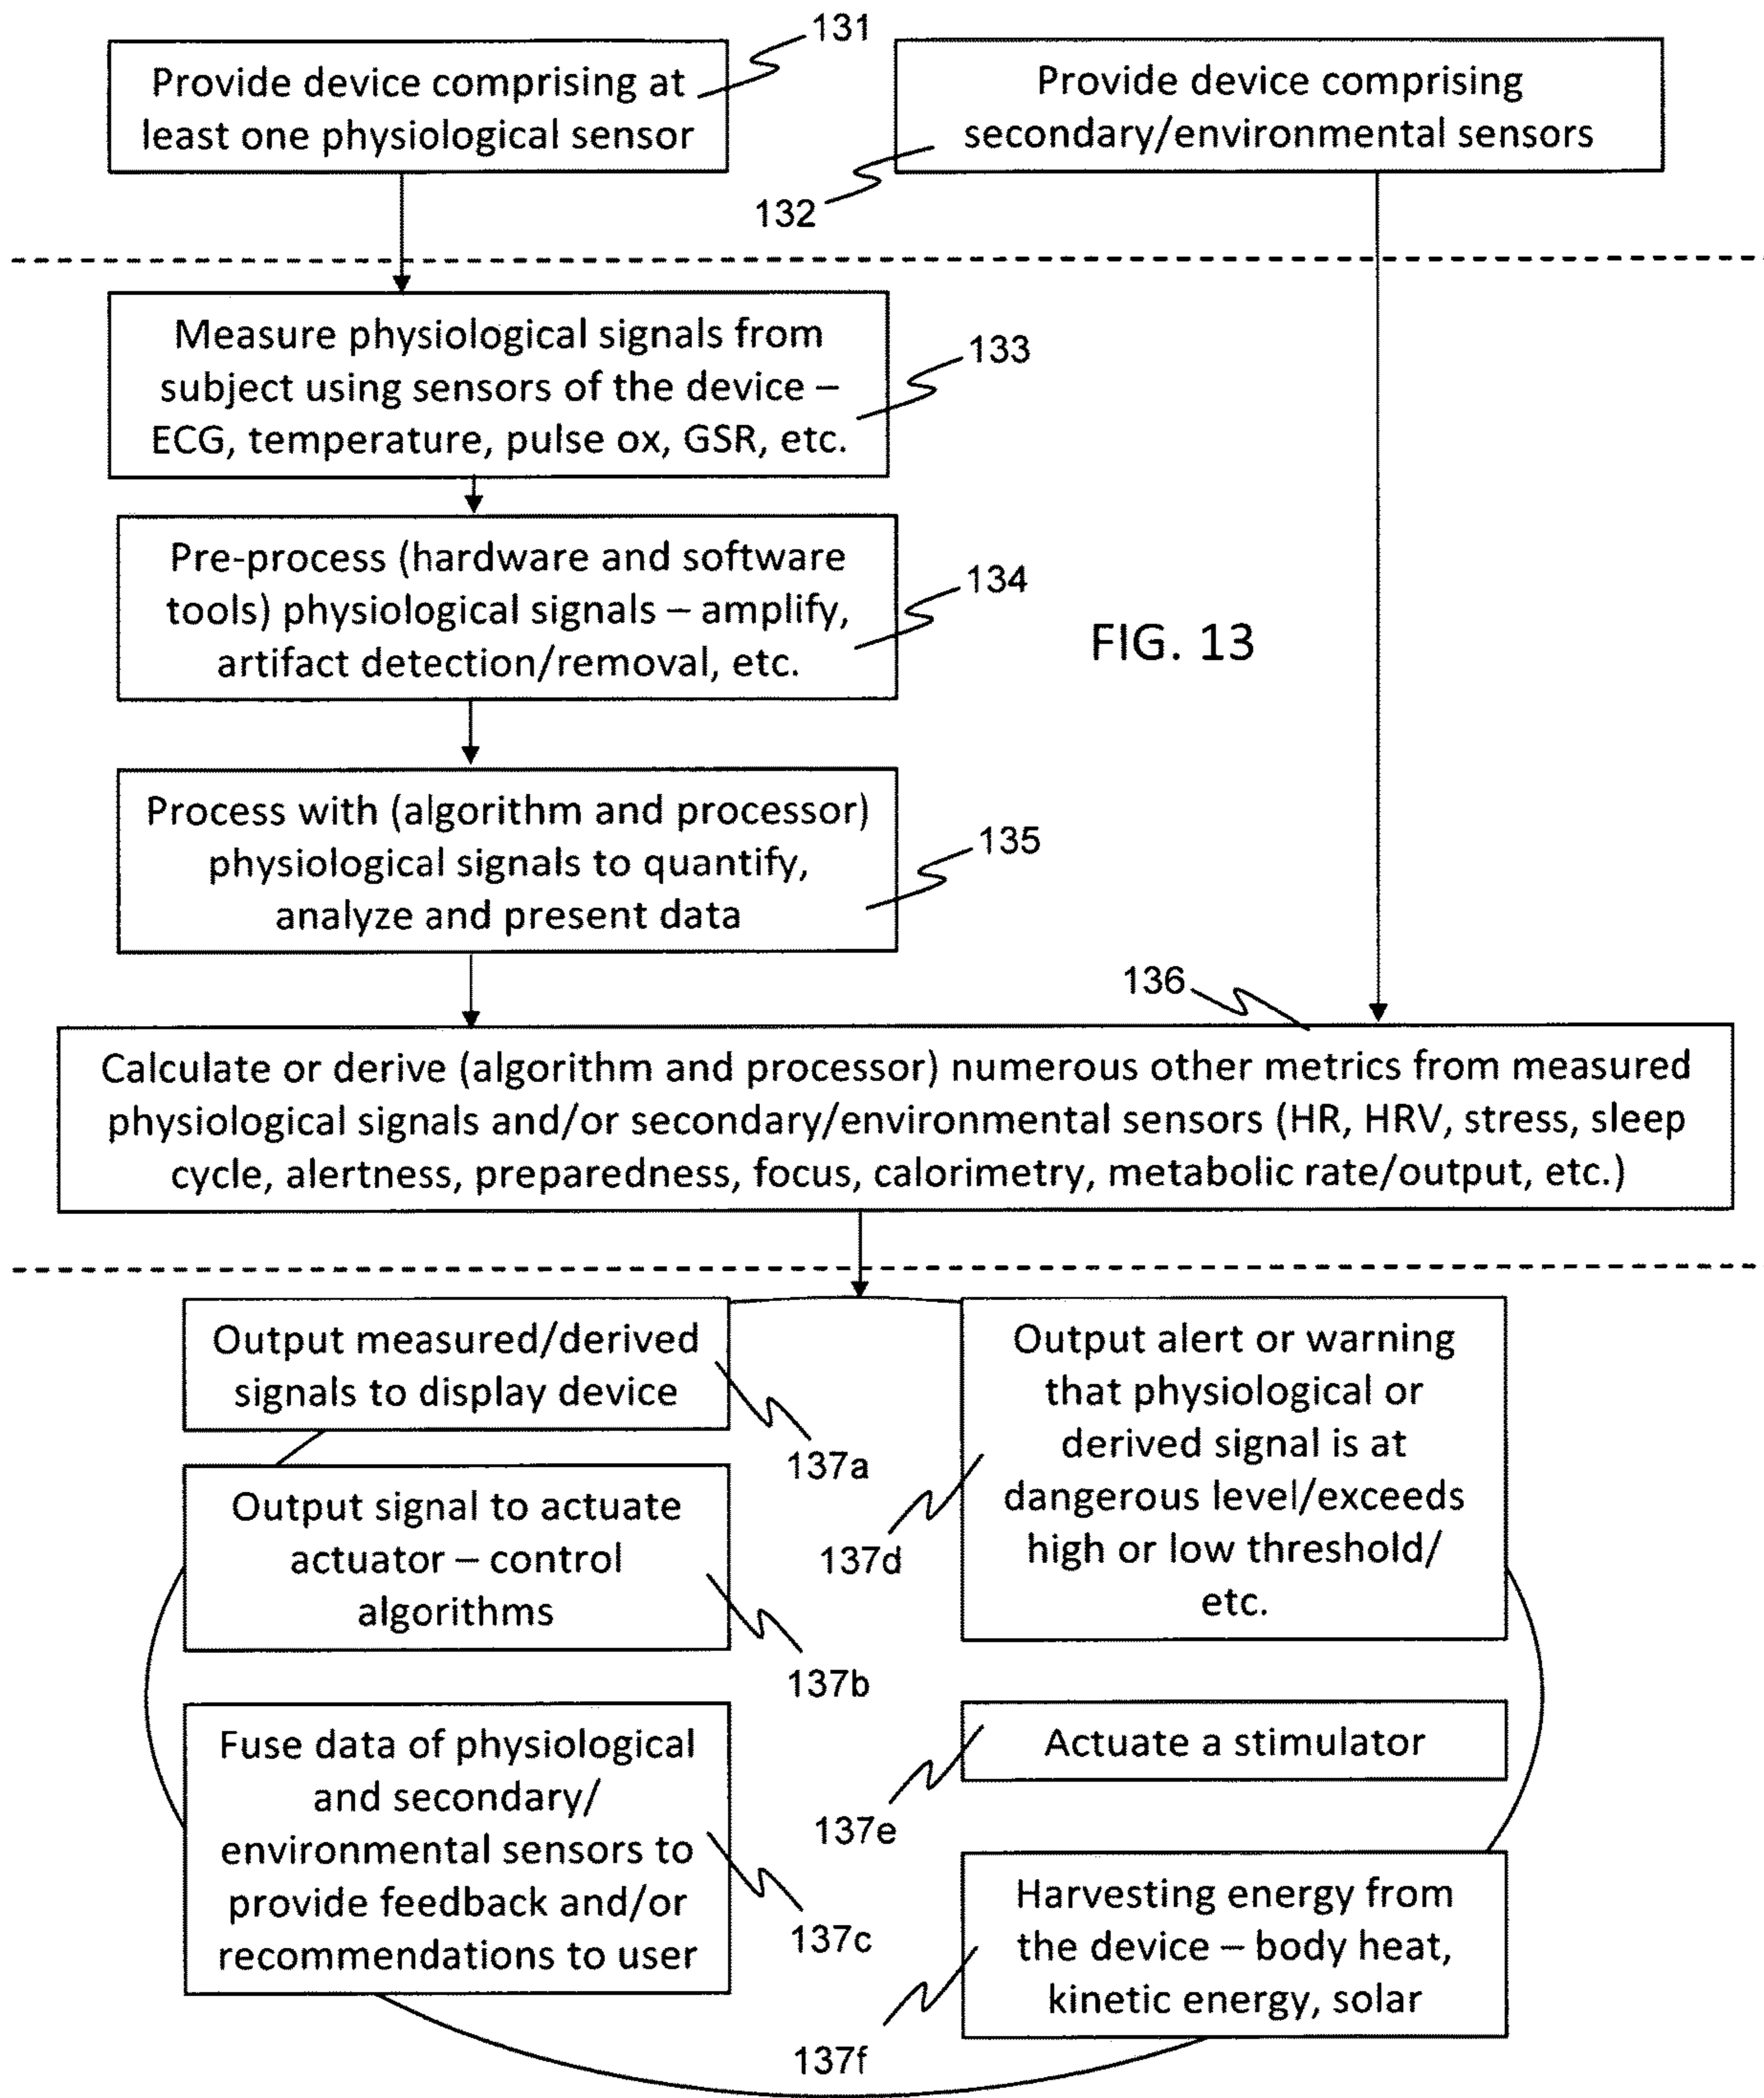 131
Provide device comprising at
least one physiological sensor
Provide device comprising
secondary/environmental sensors
132
Measure physiological signals from
subject using sensors of the device –
ECG, temperature, pulse ox, GSR, etc.
133
Pre-process (hardware and software
tools) physiological signals – amplify,
artifact detection/removal, etc.
134
FIG. 13
Process with (algorithm and processor)
physiological signals to quantify,
analyze and present data
135
136
Calculate or derive (algorithm and processor) numerous other metrics from measured
physiological signals and/or secondary/environmental sensors (HR, HRV, stress, sleep
cycle, alertness, preparedness, focus, calorimetry, metabolic rate/output, etc.)
Output measured/derived
signals to display device
137a
Output signal to actuate
actuator – control
algorithms
137b
Fuse data of physiological
and secondary/
environmental sensors to
provide feedback and/or
recommendations to user
137c
Output alert or warning
that physiological or
derived signal is at
dangerous level/exceeds
high or low threshold/
etc.
137d
Actuate a stimulator
137e
Harvesting energy from
the device – body heat,
kinetic energy, solar
137f